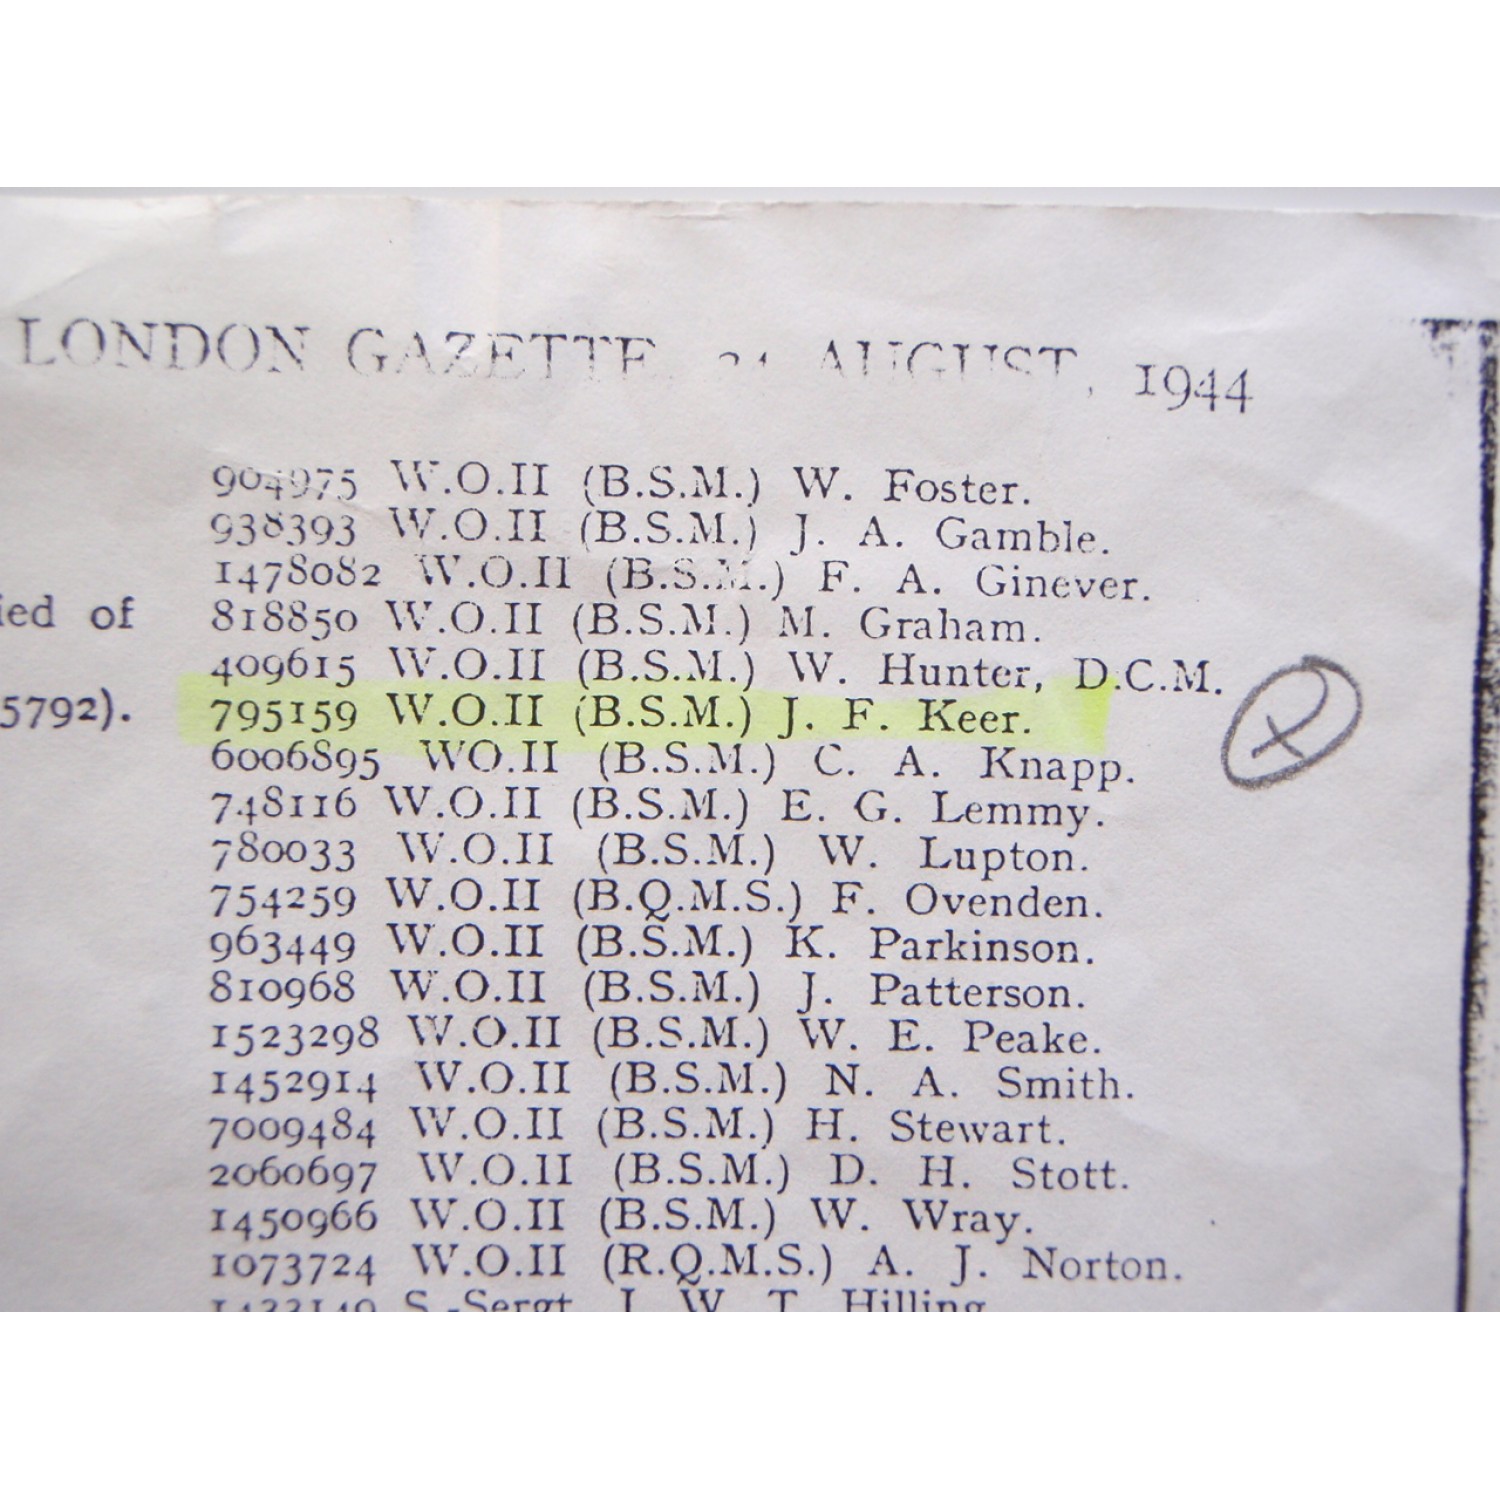 LONDON GAZETTE, 24 AUGUST, 1944
904975 W.O.II (B.S.M.) W. Foster.
938393 W.O.II (B.S.M.) J. A. Gamble.
1478082 W.O.II (B.S.M.) F. A. Ginever.
ied of
818850 W.O.II (B.S.M.) M. Graham.
409615 W.O.II (B.S.M.) W. Hunter, D.C.M.
5792).
795159 W.O.II (B.S.M.) J. F. Keer.
6006895 WO.II (B.S.M.) C. A. Knapp.
748116 W.O.II (B.S.M.) E. G. Lemmy.
780033 W.O.II (B.S.M.) W. Lupton.
754259 W.O.II (B.Q.M.S.) F. Ovenden.
963449 W.O.II (B.S.M.) K. Parkinson.
810968 W.O.II (B.S.M.) J. Patterson.
1523298 W.O.II (B.S.M.) W. E. Peake.
1452914 W.O.II (B.S.M.) N. A. Smith.
7009484 W.O.II (B.S.M.) H. Stewart.
2060697 W.O.II (B.S.M.) D. H. Stott.
1450966 W.O.II (B.S.M.) W. Wray.
1073724 W.O.II (R.Q.M.S.) A. J. Norton.
S.-Sergt. J. W. T. Hilling